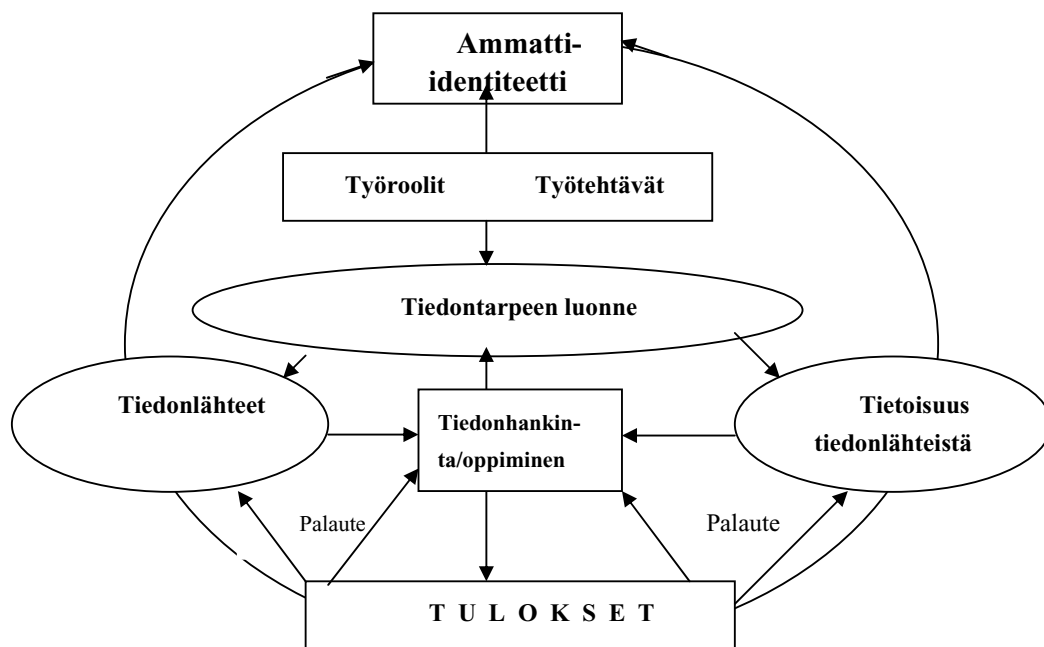 Ammatti-
identiteetti
Työroolit Työtehtävät
Tiedontarpeen luonne
Tiedonlähteet
Tiedonhankin-
ta/oppiminen
Tietoisuus
tiedonlähteistä
Palaute
Palaute
T U L O K S E T